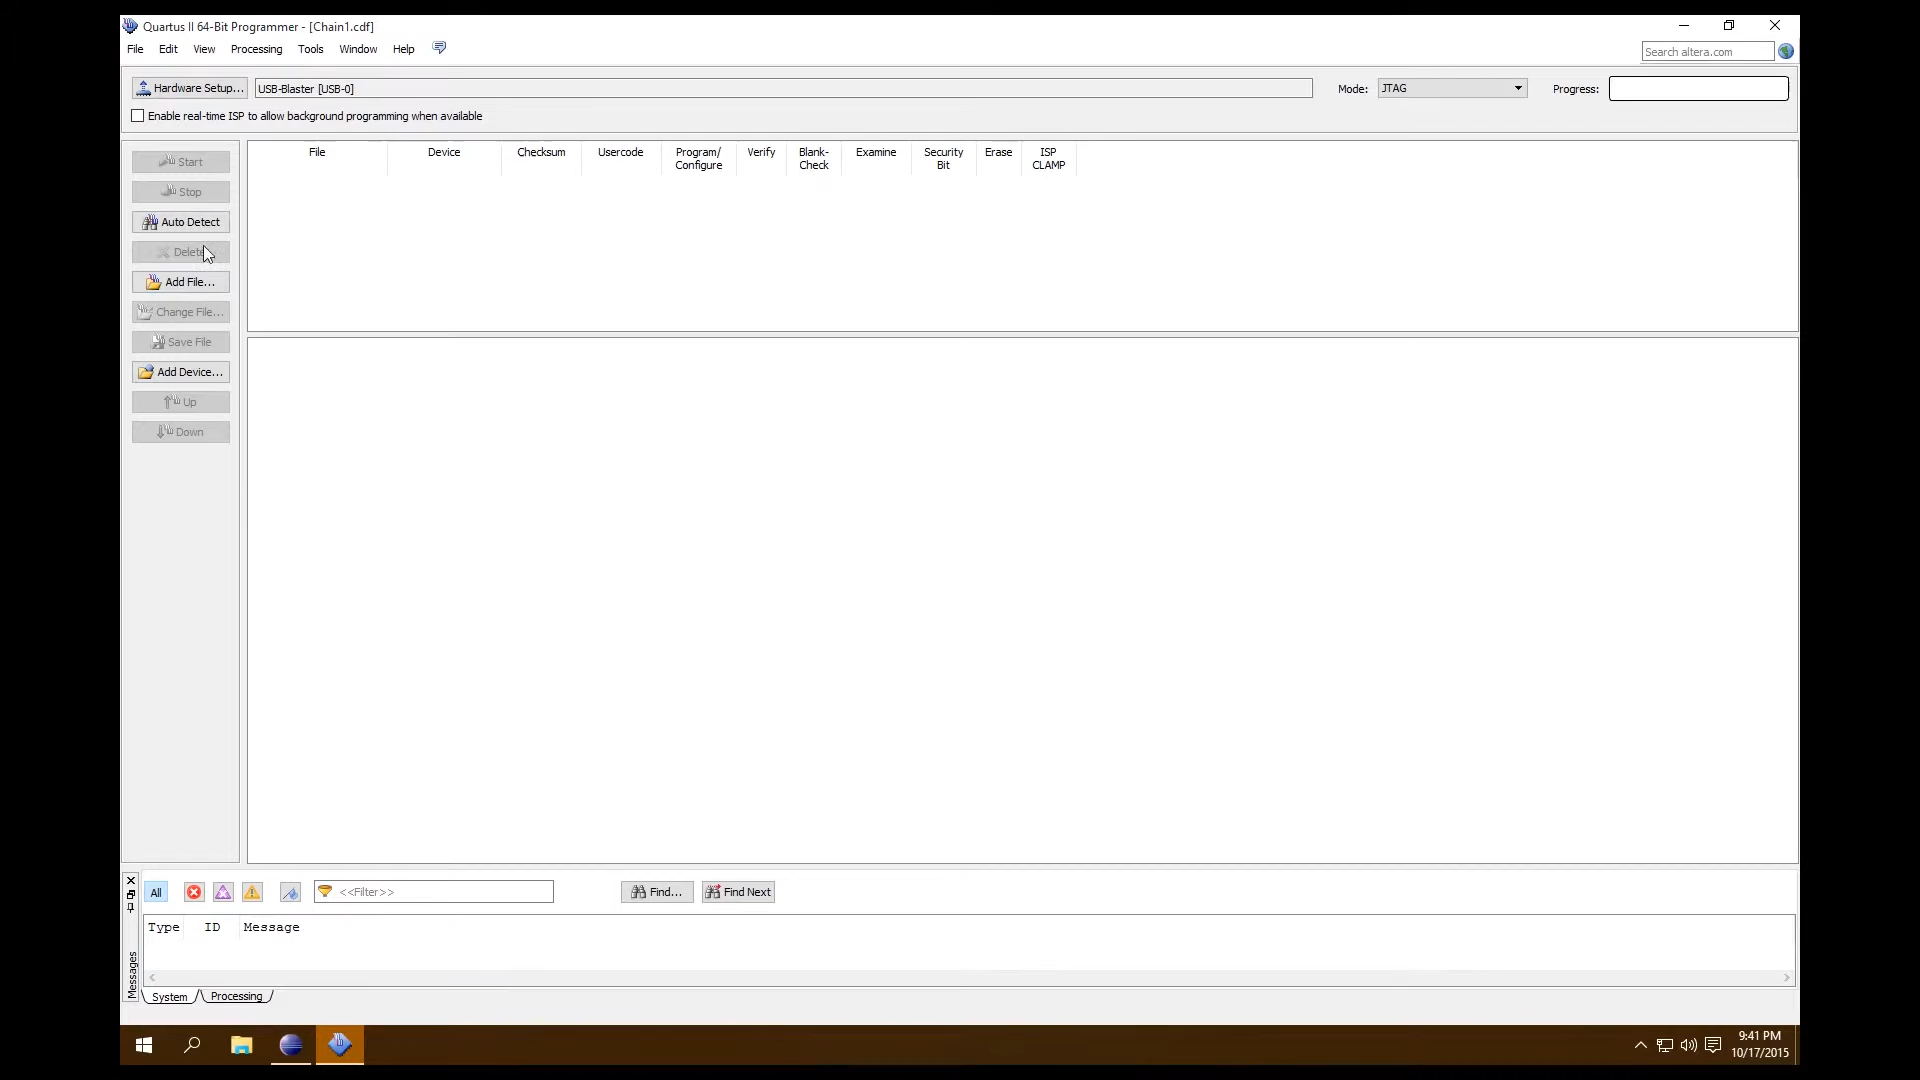 Quartus II 64-Bit Programmer - [Chain1.cdf]
File Edit View Processing Tools Window Help
Search altera.com
Hardware Setup... USB-Blaster [USB-0] Mode: JTAG Progress:
Enable real-time ISP to allow background programming when available
Start
Stop
Auto Detect
Delete
Add File...
Change File...
Save File
Add Device...
Up
Down
File Device Checksum Usercode Program/ Verify Blank- Examine Security Erase ISP
Configure Check Bit CLAMP
All <<Filter>> Find... Find Next
Type ID Message
Messages
System Processing
9:41 PM
10/17/2015